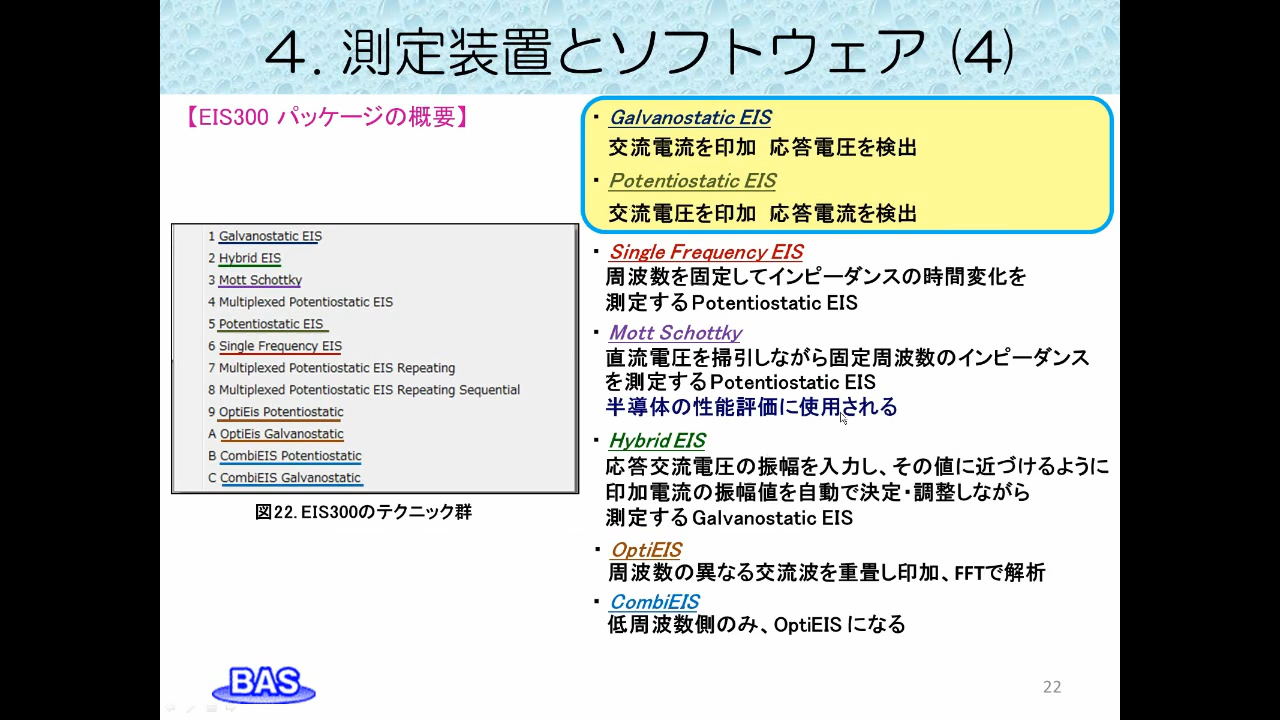 ４. 測定装置とソフトウェア (4)
【EIS300 パッケージの概要】
1 Galvanostatic EIS
2 Hybrid EIS
3 Mott Schottky
4 Multiplexed Potentiostatic EIS
5 Potentiostatic EIS
6 Single Frequency EIS
7 Multiplexed Potentiostatic EIS Repeating
8 Multiplexed Potentiostatic EIS Repeating Sequential
9 OptiEis Potentiostatic
A OptiEis Galvanostatic
B CombiEIS Potentiostatic
C CombiEIS Galvanostatic
図22. EIS300のテクニック群
・ Galvanostatic EIS
交流電流を印加 応答電圧を検出
・ Potentiostatic EIS
交流電圧を印加 応答電流を検出
・ Single Frequency EIS
周波数を固定してインピーダンスの時間変化を
測定するPotentiostatic EIS
・ Mott Schottky
直流電圧を掃引しながら固定周波数のインピーダンス
を測定するPotentiostatic EIS
半導体の性能評価に使用される
・ Hybrid EIS
応答交流電圧の振幅を入力し、その値に近づけるように
印加電流の振幅値を自動で決定・調整しながら
測定するGalvanostatic EIS
・ OptiEIS
周波数の異なる交流波を重畳し印加、FFTで解析
・ CombiEIS
低周波数側のみ、OptiEIS になる
BAS
22